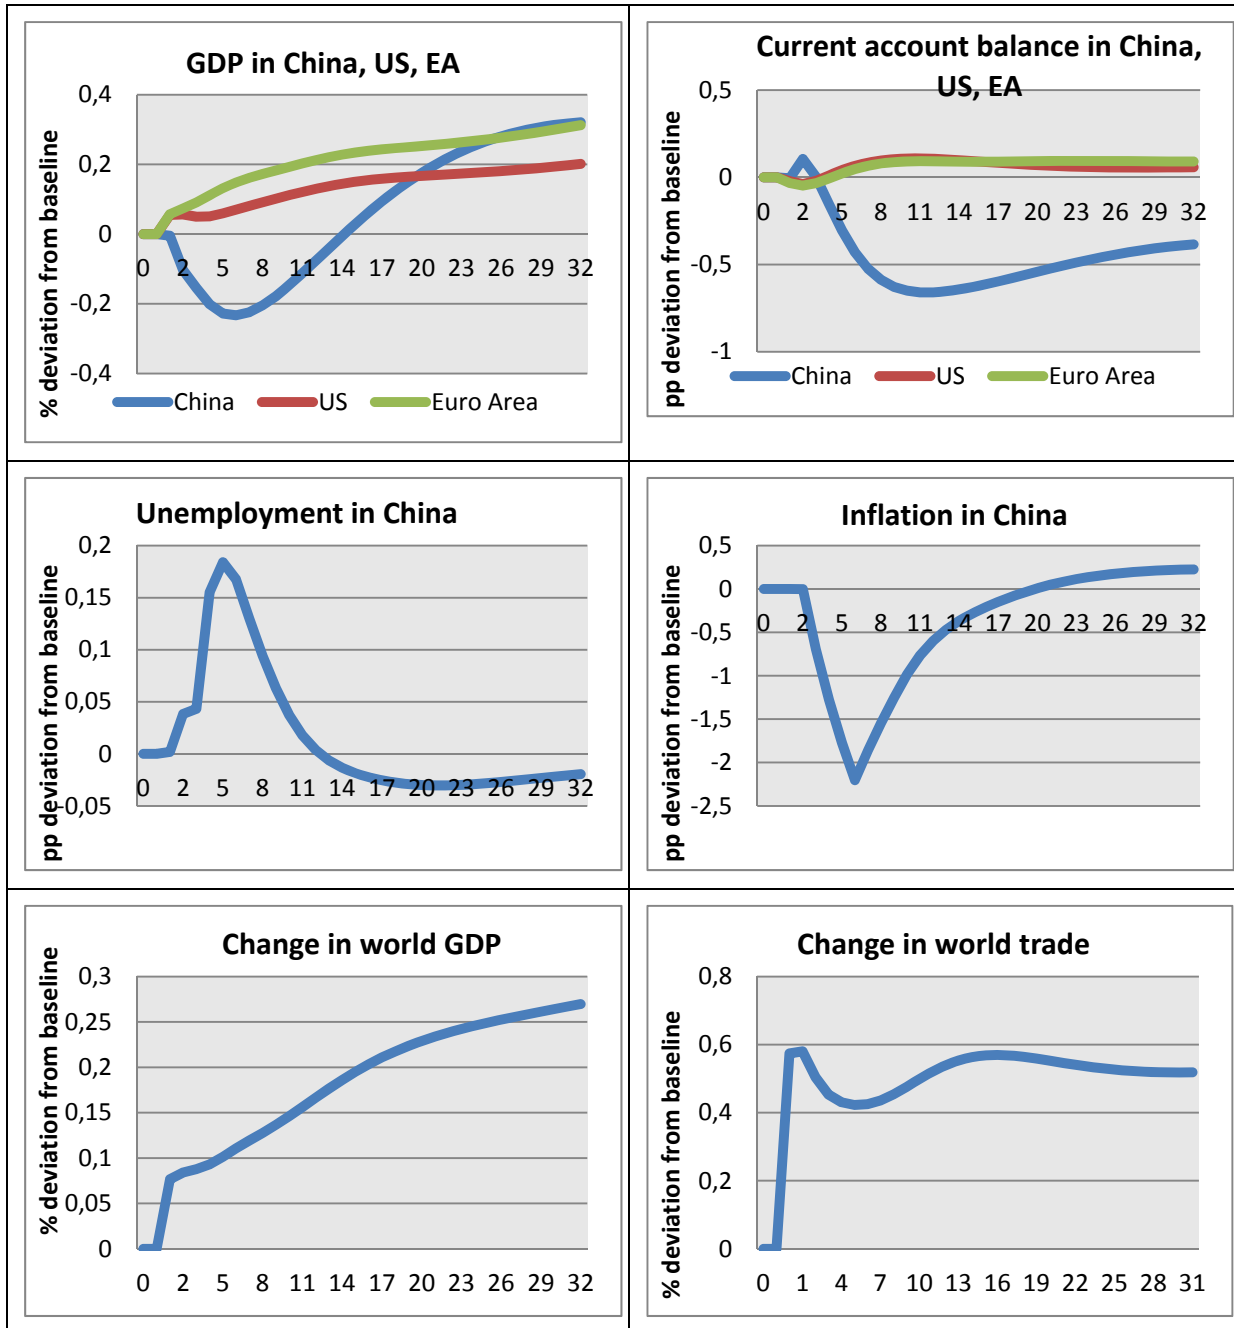 GDP in China, US, EA
% deviation from baseline
0,4
0,2
0
-0,2
-0,4
0 2 5 8 11 14 17 20 23 26 29 32
China US Euro Area
Current account balance in China,
US, EA
pp deviation from baseline
0,5
0
-0,5
-1
0 2 5 8 11 14 17 20 23 26 29 32
China US Euro Area
Unemployment in China
pp deviation from baseline
0,2
0,15
0,1
0,05
0
-0,05
0 2 5 8 11 14 17 20 23 26 29 32
Inflation in China
pp deviation from baseline
0,5
0
-0,5
-1
-1,5
-2
-2,5
0 2 5 8 11 14 17 20 23 26 29 32
Change in world GDP
% deviation from baseline
0,3
0,25
0,2
0,15
0,1
0,05
0
0 2 5 8 11 14 17 20 23 26 29 32
Change in world trade
% deviation from baseline
0,8
0,6
0,4
0,2
0
0 1 4 7 10 13 16 19 22 25 28 31